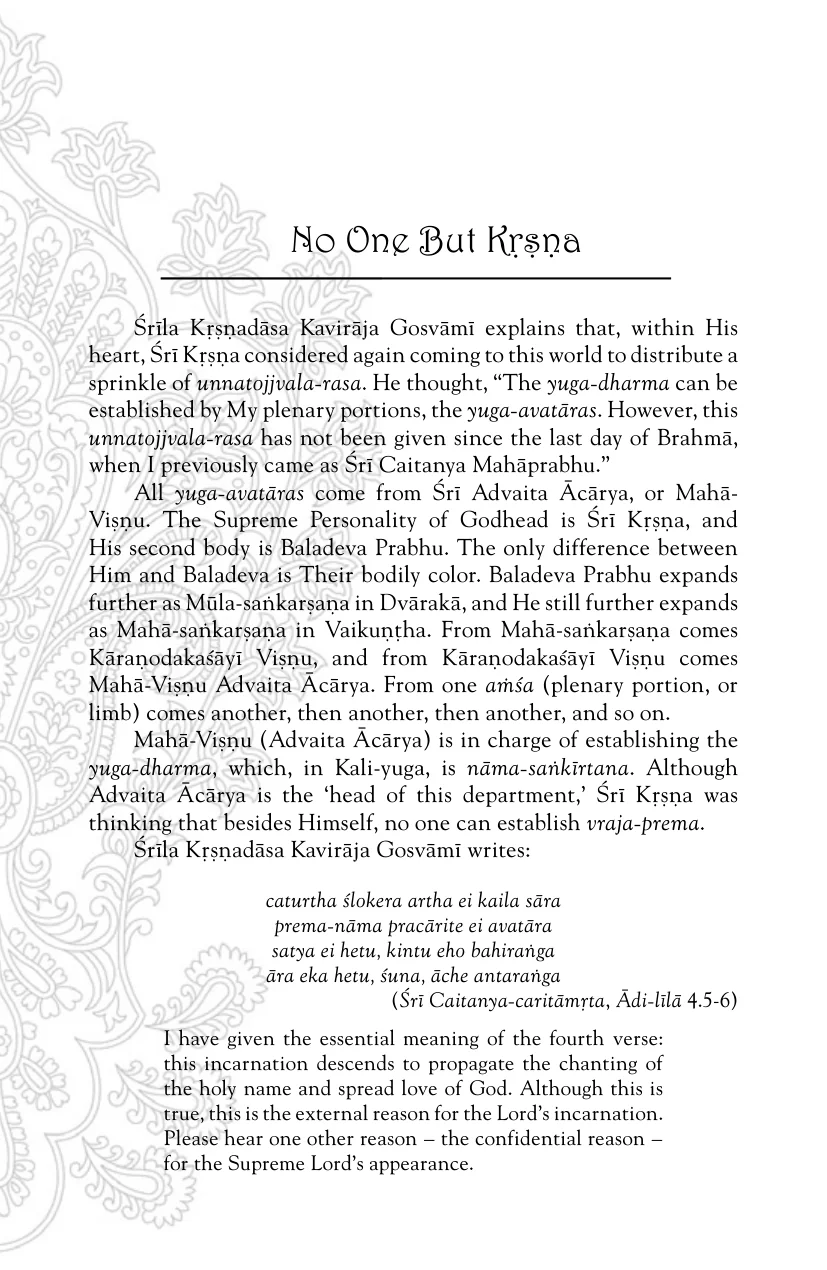 No One But Kṛṣṇa
Śrīla Kṛṣṇadāsa Kavirāja Gosvāmī explains that, within His
heart, Śrī Kṛṣṇa considered again coming to this world to distribute a
sprinkle of unnatojjvala-rasa. He thought, “The yuga-dharma can be
established by My plenary portions, the yuga-avatāras. However, this
unnatojjvala-rasa has not been given since the last day of Brahmā,
when I previously came as Śrī Caitanya Mahāprabhu.”
All yuga-avatāras come from Śrī Advaita Ācārya, or Mahā-
Viṣṇu. The Supreme Personality of Godhead is Śrī Kṛṣṇa, and
His second body is Baladeva Prabhu. The only difference between
Him and Baladeva is Their bodily color. Baladeva Prabhu expands
further as Mūla-saṅkarṣaṇa in Dvārakā, and He still further expands
as Mahā-saṅkarṣaṇa in Vaikuṇṭha. From Mahā-saṅkarṣaṇa comes
Kāraṇodakaśāyī Viṣṇu, and from Kāraṇodakaśāyī Viṣṇu comes
Mahā-Viṣṇu Advaita Ācārya. From one aṁśa (plenary portion, or
limb) comes another, then another, then another, and so on.
Mahā-Viṣṇu (Advaita Ācārya) is in charge of establishing the
yuga-dharma, which, in Kali-yuga, is nāma-saṅkīrtana. Although
Advaita Ācārya is the ‘head of this department,’ Śrī Kṛṣṇa was
thinking that besides Himself, no one can establish vraja-prema.
Śrīla Kṛṣṇadāsa Kavirāja Gosvāmī writes:
caturtha ślokera artha ei kaila sāra
prema-nāma pracārite ei avatāra
satya ei hetu, kintu eho bahiraṅga
āra eka hetu, śuna, āche antaraṅga
(Śrī Caitanya-caritāmṛta, Ādi-līlā 4.5-6)
I have given the essential meaning of the fourth verse:
this incarnation descends to propagate the chanting of
the holy name and spread love of God. Although this is
true, this is the external reason for the Lord’s incarnation.
Please hear one other reason – the confidential reason –
for the Supreme Lord’s appearance.